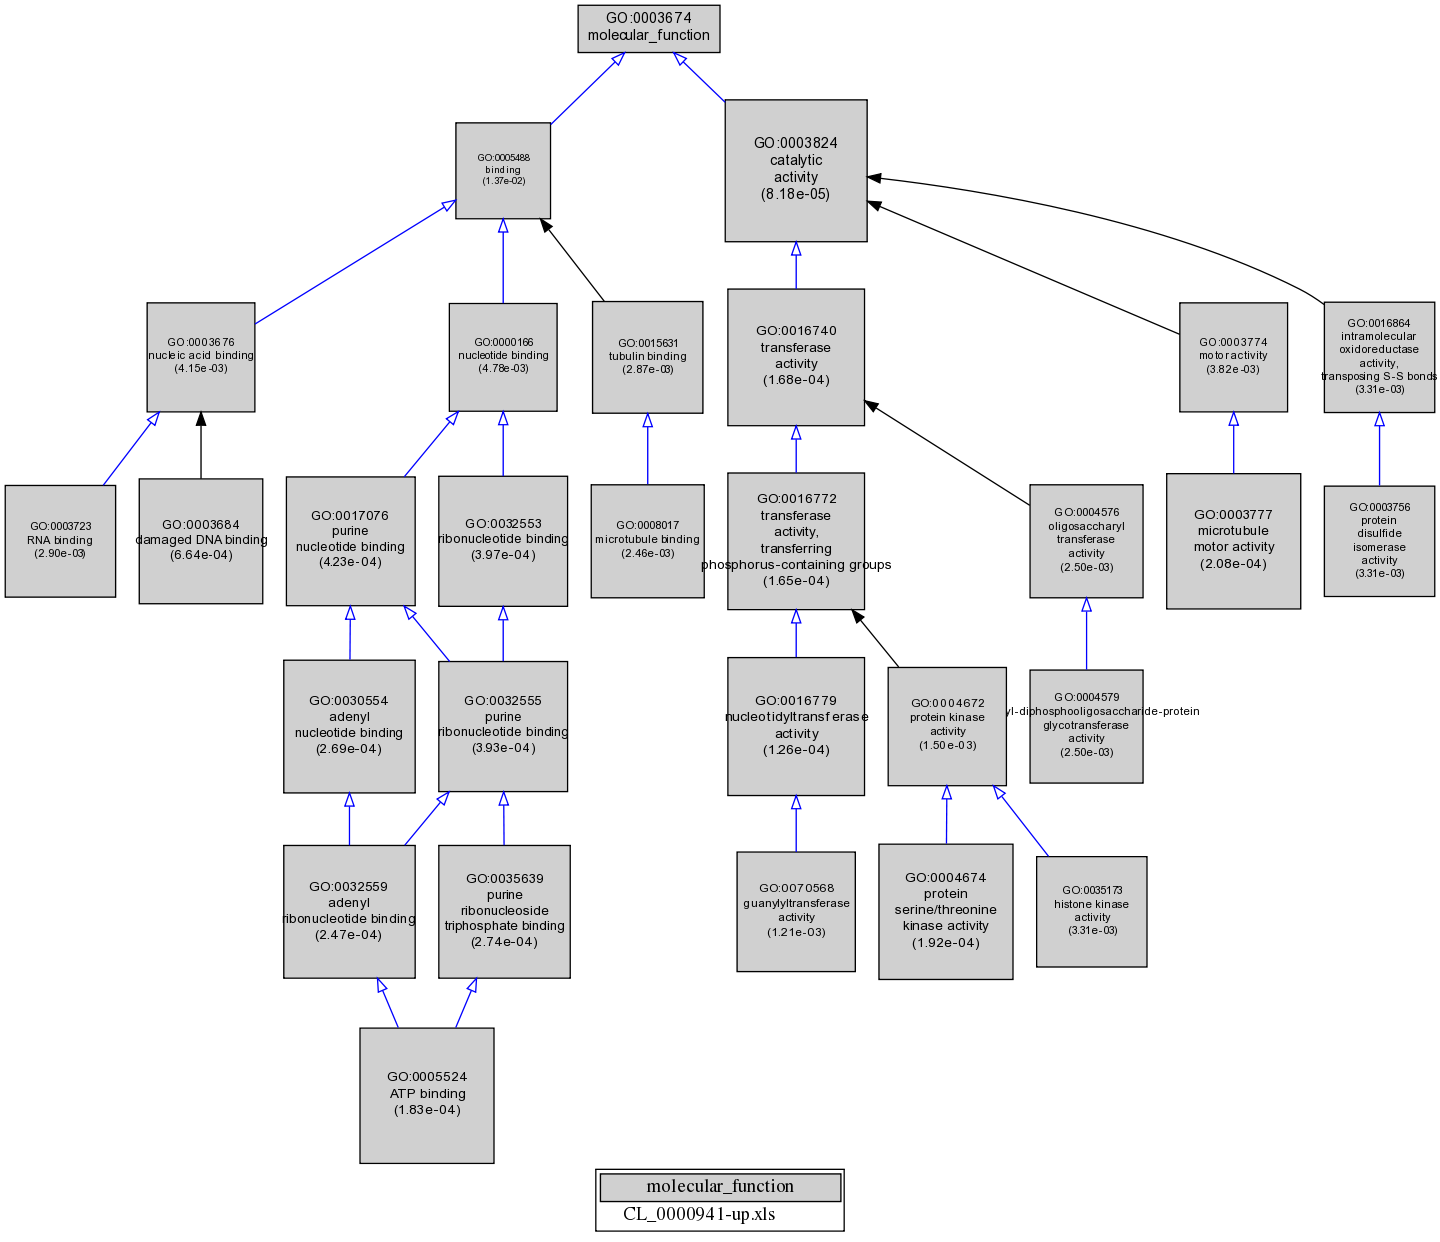 GO:0003674
molecular_function
GO:0005488
binding
(1.37e-02)
GO:0003824
catalytic
activity
(8.18e-05)
GO:0003676
nucleic acid binding
(4.15e-03)
GO:0000166
nucleotide binding
(4.78e-03)
GO:0015631
tubulin binding
(2.87e-03)
GO:0016740
transferase
activity
(1.68e-04)
GO:0003774
motor activity
(3.82e-03)
GO:0016864
intramolecular
oxidoreductase
activity,
transposing S-S bonds
(3.31e-03)
GO:0003723
RNA binding
(2.90e-03)
GO:0003684
damaged DNA binding
(6.64e-04)
GO:0017076
purine
nucleotide binding
(4.23e-04)
GO:0032553
ribonucleotide binding
(3.97e-04)
GO:0008017
microtubule binding
(2.46e-03)
GO:0016772
transferase
activity,
transferring
phosphorus-containing groups
(1.65e-04)
GO:0004576
oligosaccharyl
transferase
activity
(2.50e-03)
GO:0003777
microtubule
motor activity
(2.08e-04)
GO:0003756
protein
disulfide
isomerase
activity
(3.31e-03)
GO:0030554
adenyl
nucleotide binding
(2.69e-04)
GO:0032555
purine
ribonucleotide binding
(3.93e-04)
GO:0016779
nucleotidyltransferase
activity
(1.26e-04)
GO:0004672
protein kinase
activity
(1.50e-03)
GO:0004579
yl-diphosphooligosaccharide-protein
glycotransferase
activity
(2.50e-03)
GO:0032559
adenyl
ribonucleotide binding
(2.47e-04)
GO:0035639
purine
ribonucleoside
triphosphate binding
(2.74e-04)
GO:0070568
guanylyltransferase
activity
(1.21e-03)
GO:0004674
protein
serine/threonine
kinase activity
(1.92e-04)
GO:0035173
histone kinase
activity
(3.31e-03)
GO:0005524
ATP binding
(1.83e-04)
molecular_function
CL_0000941-up.xls